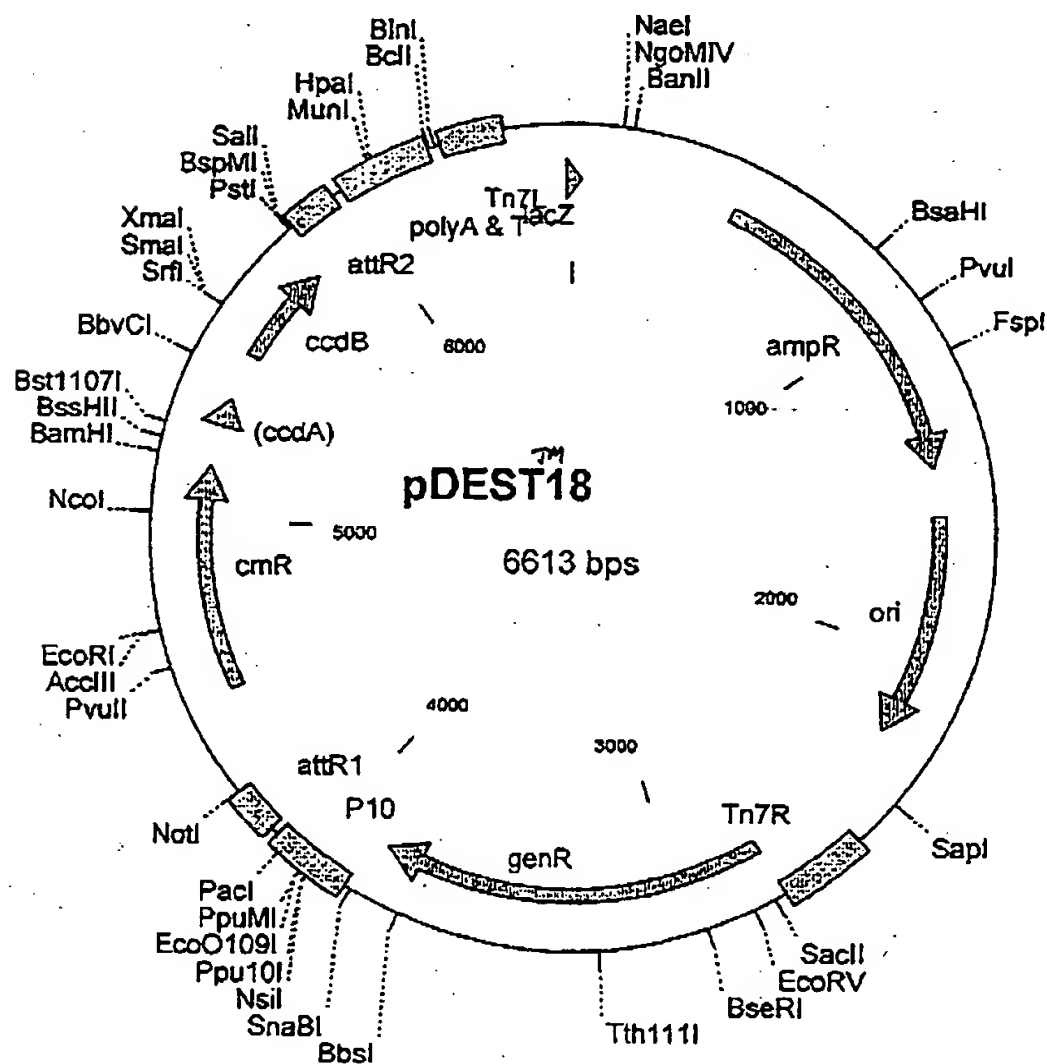 BlnI
BclI
HpaI
MunI
SalI
BspMI
PstI
XmaI
SmaI
SrfI
BbvCI
Bst1107I
BssHII
BamHI
NcoI
EcoRI
AccIII
PvuII
NotI
PacI
PpuMI
EcoO109I
Ppu10I
NsiI
SnaBI
BbsI
NaeI
NgoMIV
BanII
BsaHI
PvuI
FspI
SapI
SacII
EcoRV
BseRI
Tth111I
Tn7L
lacZ
polyA & T
attR2
ccdB
(ccdA)
cmR
attR1
P10
genR
Tn7R
ori
ampR
6000
1000
5000
2000
4000
3000
pDEST18
TM
6613 bps